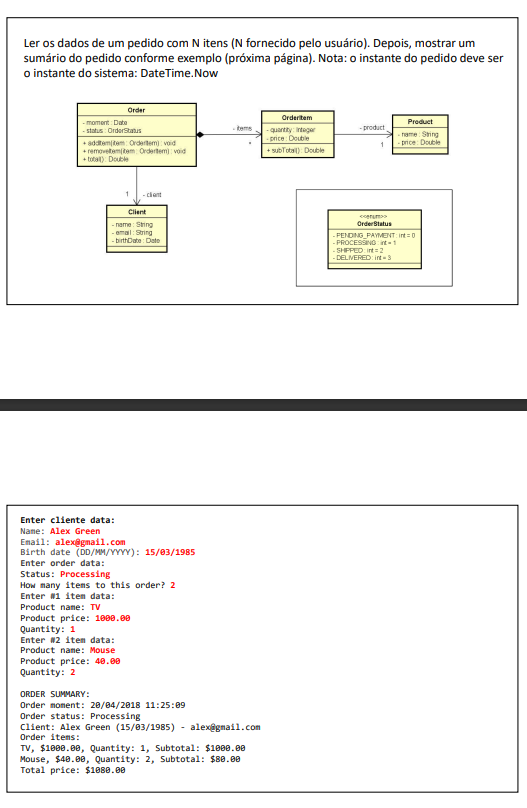 Ler os dados de um pedido com N itens (N fornecido pelo usuário). Depois, mostrar um
sumário do pedido conforme exemplo (próxima página). Nota: o instante do pedido deve ser
o instante do sistema: DateTime.Now
Order
- moment : Date
- status : OrderStatus
+ addItem(item : OrderItem) : void
+ removeItem(item : OrderItem) : void
+ total() : Double
- items
*
OrderItem
- quantity : Integer
- price : Double
+ subTotal() : Double
- product
1
Product
- name : String
- price : Double
1
- client
Client
- name : String
- email : String
- birthDate : Date
<<enum>>
OrderStatus
- PENDING_PAYMENT : int = 0
- PROCESSING : int = 1
- SHIPPED : int = 2
- DELIVERED : int = 3
Enter cliente data:
Name: Alex Green
Email: alex@gmail.com
Birth date (DD/MM/YYYY): 15/03/1985
Enter order data:
Status: Processing
How many items to this order? 2
Enter #1 item data:
Product name: TV
Product price: 1000.00
Quantity: 1
Enter #2 item data:
Product name: Mouse
Product price: 40.00
Quantity: 2
ORDER SUMMARY:
Order moment: 20/04/2018 11:25:09
Order status: Processing
Client: Alex Green (15/03/1985) - alex@gmail.com
Order items:
TV, $1000.00, Quantity: 1, Subtotal: $1000.00
Mouse, $40.00, Quantity: 2, Subtotal: $80.00
Total price: $1080.00